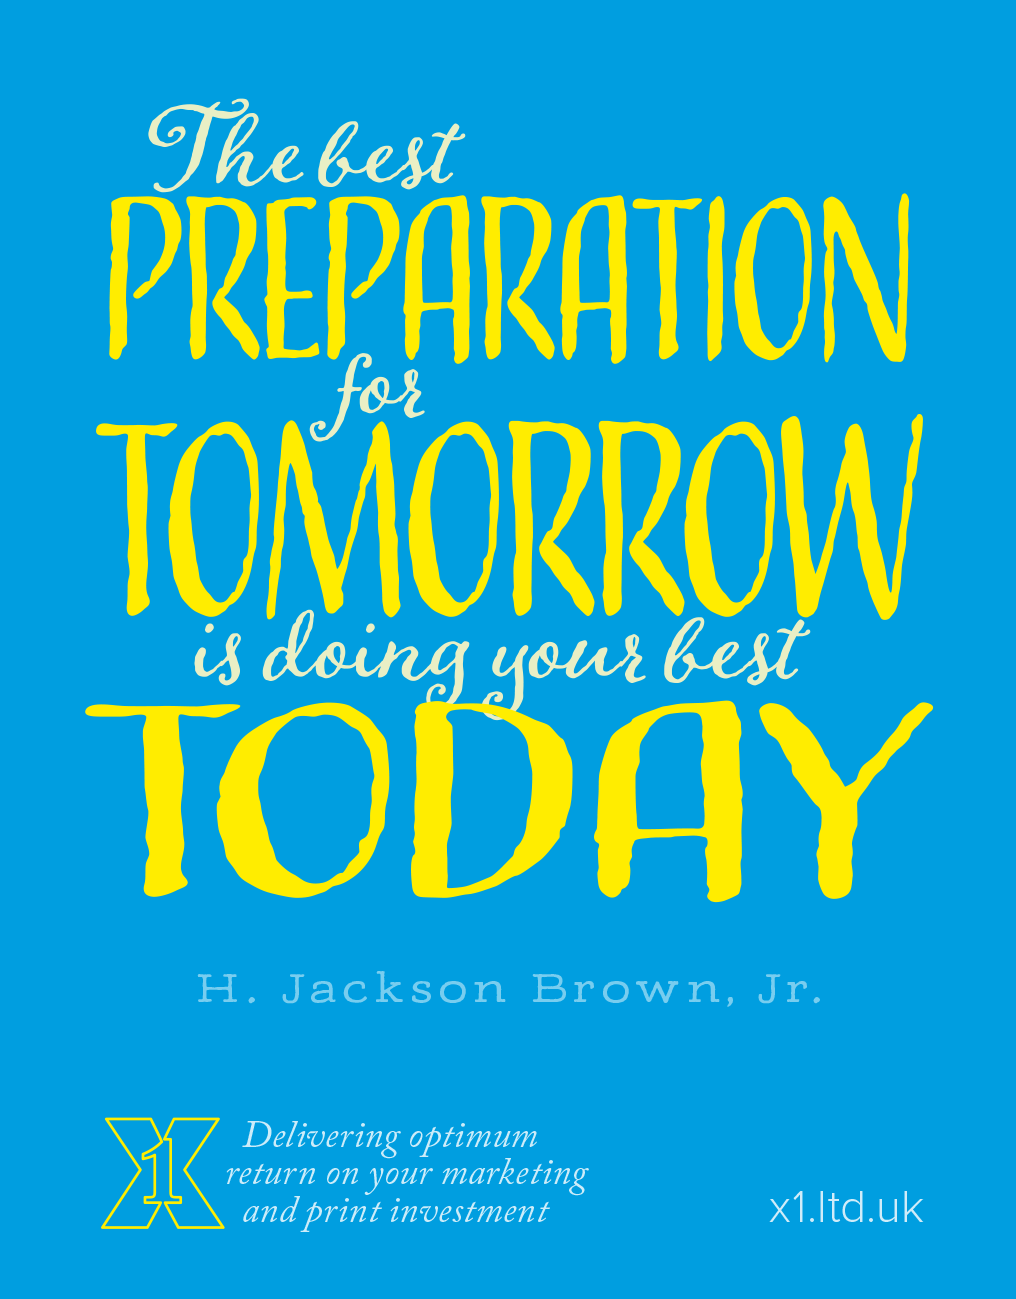 The best
PREPARATION
for
TOMORROW
is doing your best
TODAY
H. Jackson Brown, Jr.
X1
Delivering optimum
return on your marketing
and print investment
x1.ltd.uk